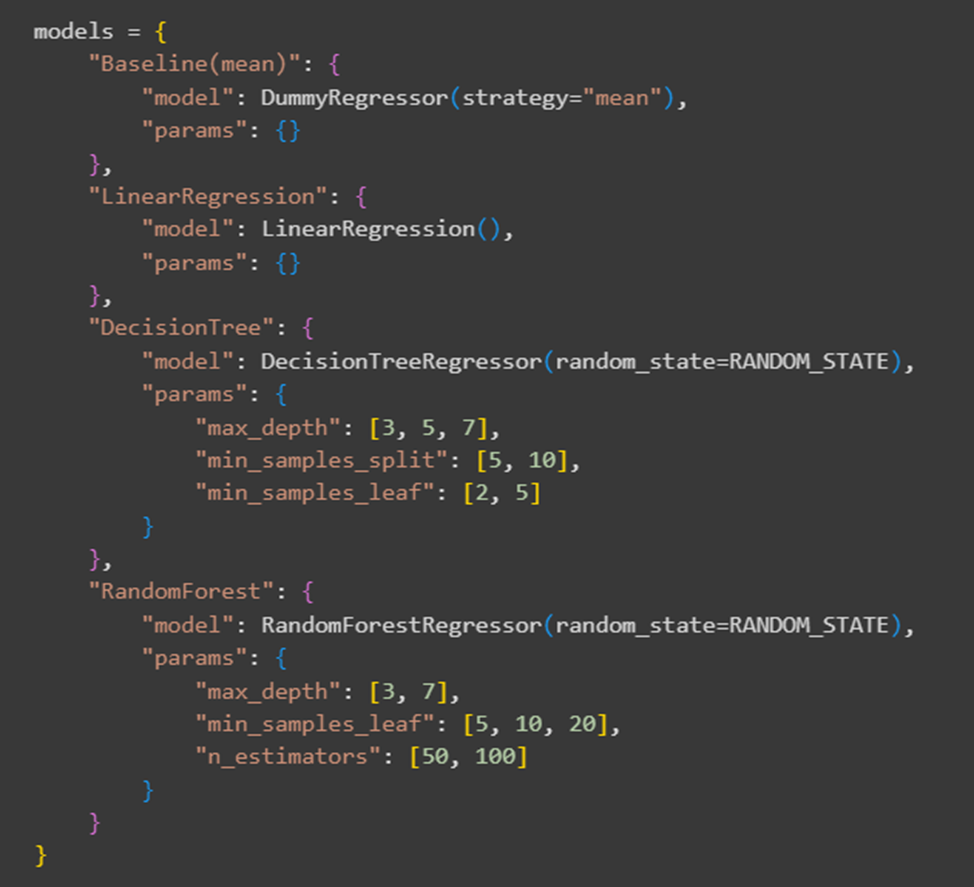 models = {
    "Baseline(mean)": {
        "model": DummyRegressor(strategy="mean"),
        "params": {}
    },
    "LinearRegression": {
        "model": LinearRegression(),
        "params": {}
    },
    "DecisionTree": {
        "model": DecisionTreeRegressor(random_state=RANDOM_STATE),
        "params": {
            "max_depth": [3, 5, 7],
            "min_samples_split": [5, 10],
            "min_samples_leaf": [2, 5]
        }
    },
    "RandomForest": {
        "model": RandomForestRegressor(random_state=RANDOM_STATE),
        "params": {
            "max_depth": [3, 7],
            "min_samples_leaf": [5, 10, 20],
            "n_estimators": [50, 100]
        }
    }
}